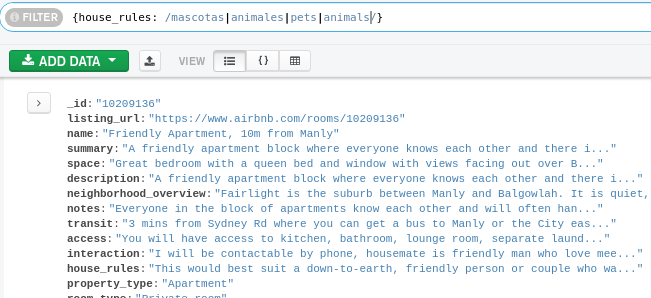 FILTER {house_rules: /mascotas|animales|pets|animals/}
ADD DATA VIEW {}
_id: "10209136"
listing_url: "https://www.airbnb.com/rooms/10209136"
name: "Friendly Apartment, 10m from Manly"
summary: "A friendly apartment block where everyone knows each other and there i..."
space: "Great bedroom with a queen bed and window with views facing out over B..."
description: "A friendly apartment block where everyone knows each other and there i..."
neighborhood_overview: "Fairlight is the suburb between Manly and Balgowlah. It is quiet,
notes: "Everyone in the block of apartments know each other and will often han..."
transit: "3 mins from Sydney Rd where you can get a bus to Manly or the City eas..."
access: "You will have access to kitchen, bathroom, lounge room, separate laund..."
interaction: "I will be contactable by phone, housemate is friendly man who love mee..."
house_rules: "This would best suit a down-to-earth, friendly person or couple who wa..."
property_type: "Apartment"
room_type: "Private room"